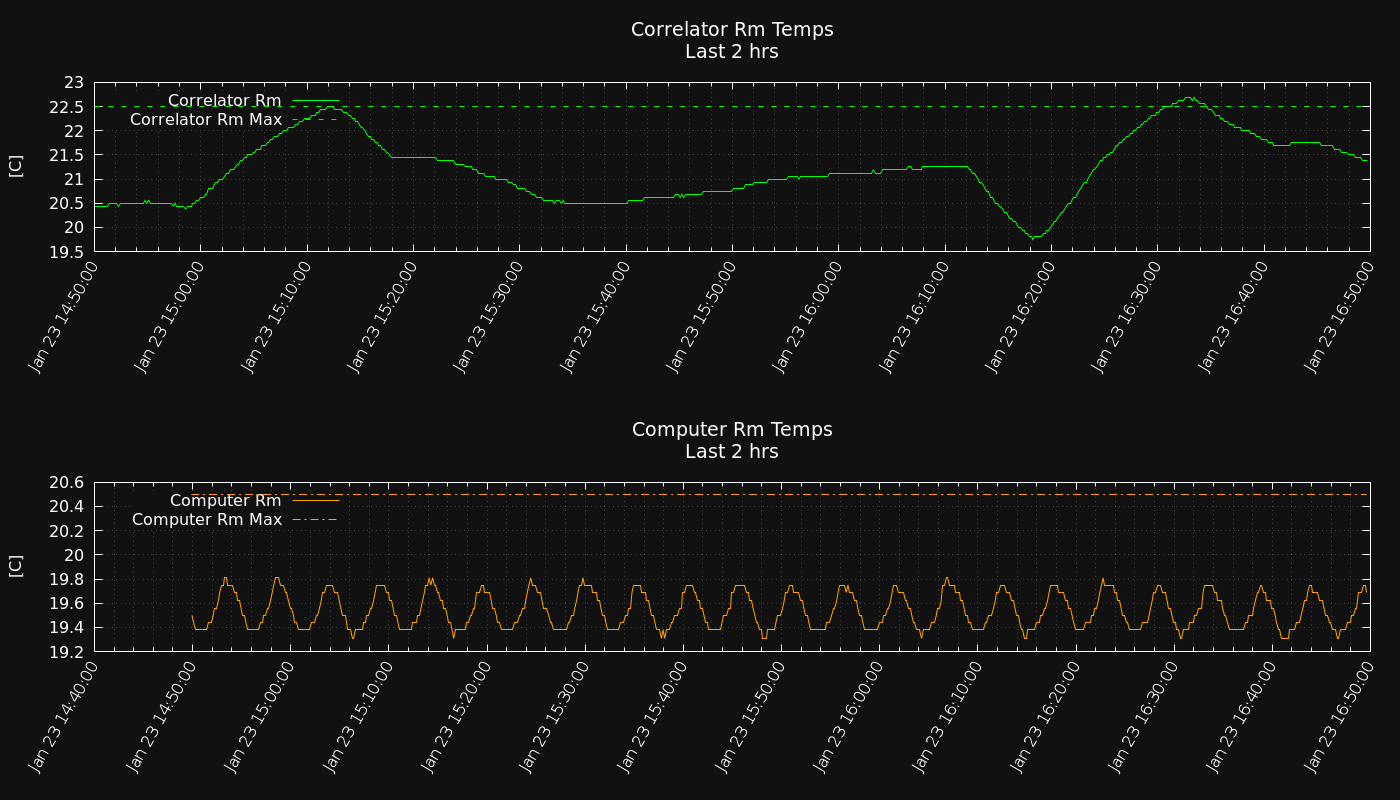 Correlator Rm Temps
Last 2 hrs
23
22.5
22
21.5
21
20.5
20
19.5
[C]
Correlator Rm
Correlator Rm Max
Jan 23 14:50:00
Jan 23 15:00:00
Jan 23 15:10:00
Jan 23 15:20:00
Jan 23 15:30:00
Jan 23 15:40:00
Jan 23 15:50:00
Jan 23 16:00:00
Jan 23 16:10:00
Jan 23 16:20:00
Jan 23 16:30:00
Jan 23 16:40:00
Jan 23 16:50:00
Computer Rm Temps
Last 2 hrs
20.6
20.4
20.2
20
19.8
19.6
19.4
19.2
[C]
Computer Rm
Computer Rm Max
Jan 23 14:40:00
Jan 23 14:50:00
Jan 23 15:00:00
Jan 23 15:10:00
Jan 23 15:20:00
Jan 23 15:30:00
Jan 23 15:40:00
Jan 23 15:50:00
Jan 23 16:00:00
Jan 23 16:10:00
Jan 23 16:20:00
Jan 23 16:30:00
Jan 23 16:40:00
Jan 23 16:50:00